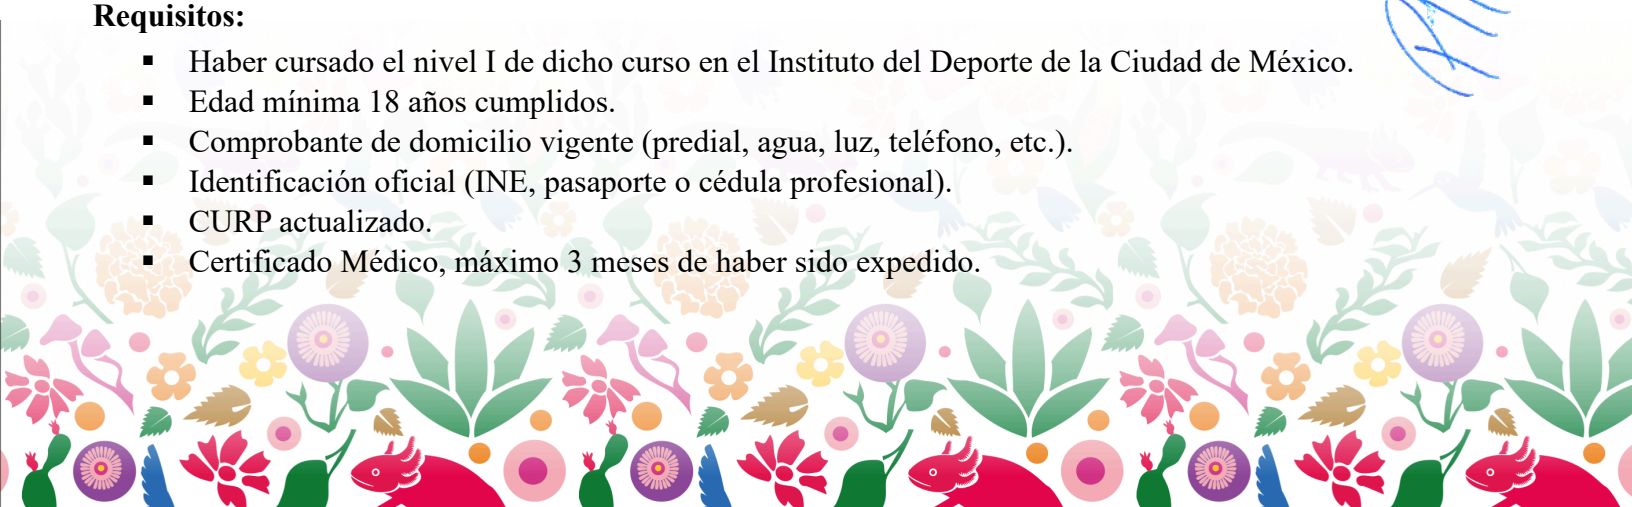 Requisitos:
▪ Haber cursado el nivel I de dicho curso en el Instituto del Deporte de la Ciudad de México.
▪ Edad mínima 18 años cumplidos.
▪ Comprobante de domicilio vigente (predial, agua, luz, teléfono, etc.).
▪ Identificación oficial (INE, pasaporte o cédula profesional).
▪ CURP actualizado.
▪ Certificado Médico, máximo 3 meses de haber sido expedido.